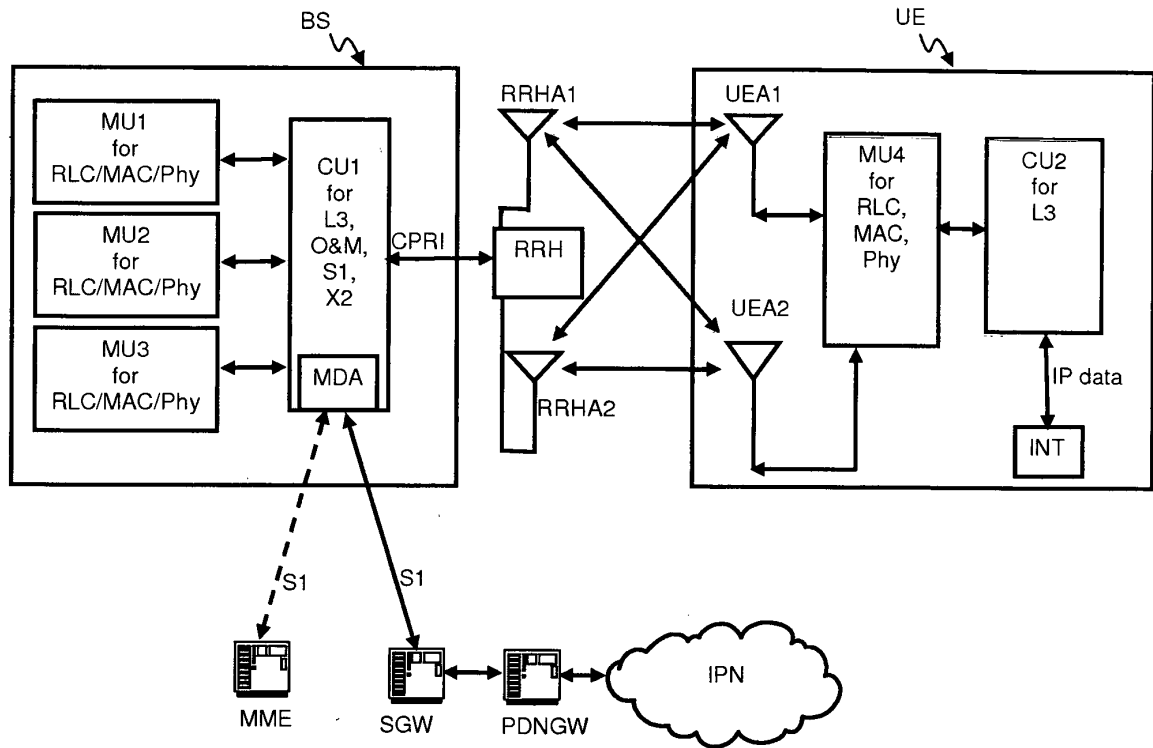 BS
UE
MU1
for
RLC/MAC/Phy
MU2
for
RLC/MAC/Phy
MU3
for
RLC/MAC/Phy
CU1
for
L3,
O&M,
S1,
X2
MDA
CPRI
RRHA1
RRH
RRHA2
UEA1
UEA2
MU4
for
RLC,
MAC,
Phy
CU2
for
L3
IP data
INT
S1
S1
MME
SGW
PDNGW
IPN